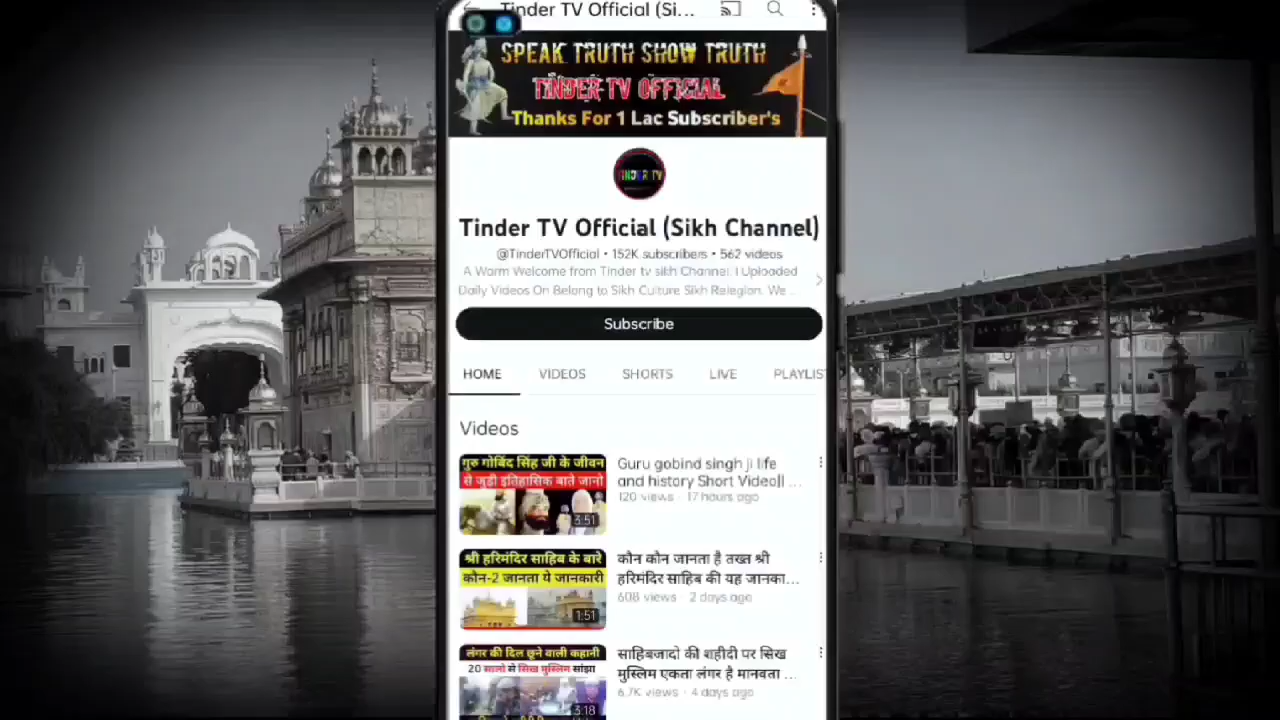 Tinder TV Official (Si...
SPEAK TRUTH SHOW TRUTH
TINDER TV OFFICIAL
Thanks For 1 Lac Subscriber's
TINDER TV
Tinder TV Official (Sikh Channel)
@TinderTVOfficial • 152K subscribers • 562 videos
A Warm Welcome from Tinder tv sikh Channel. I Uploaded
Daily Videos On Belong to Sikh Culture Sikh Relegion. We ...
Subscribe
HOME VIDEOS SHORTS LIVE PLAYLIS
Videos
गुरु गोबिंद सिंह जी के जीवन
से जुड़ी इतिहासिक बाते जानो
3:51
Guru gobind singh ji life
and history Short Video|| ...
120 views · 17 hours ago
श्री हरिमंदिर साहिब के बारे
कौन-2 जानता ये जानकारी
1:51
कौन कौन जानता है तख्त श्री
हरिमंदिर साहिब की यह जानका...
608 views · 2 days ago
लंगर की दिल छूने वाली कहानी
20 सालो से सिख मुस्लिम सांझा
3:18
साहिबजादो की शहीदी पर सिख
मुस्लिम एकता लंगर है मानवता ...
6.7K views · 4 days ago